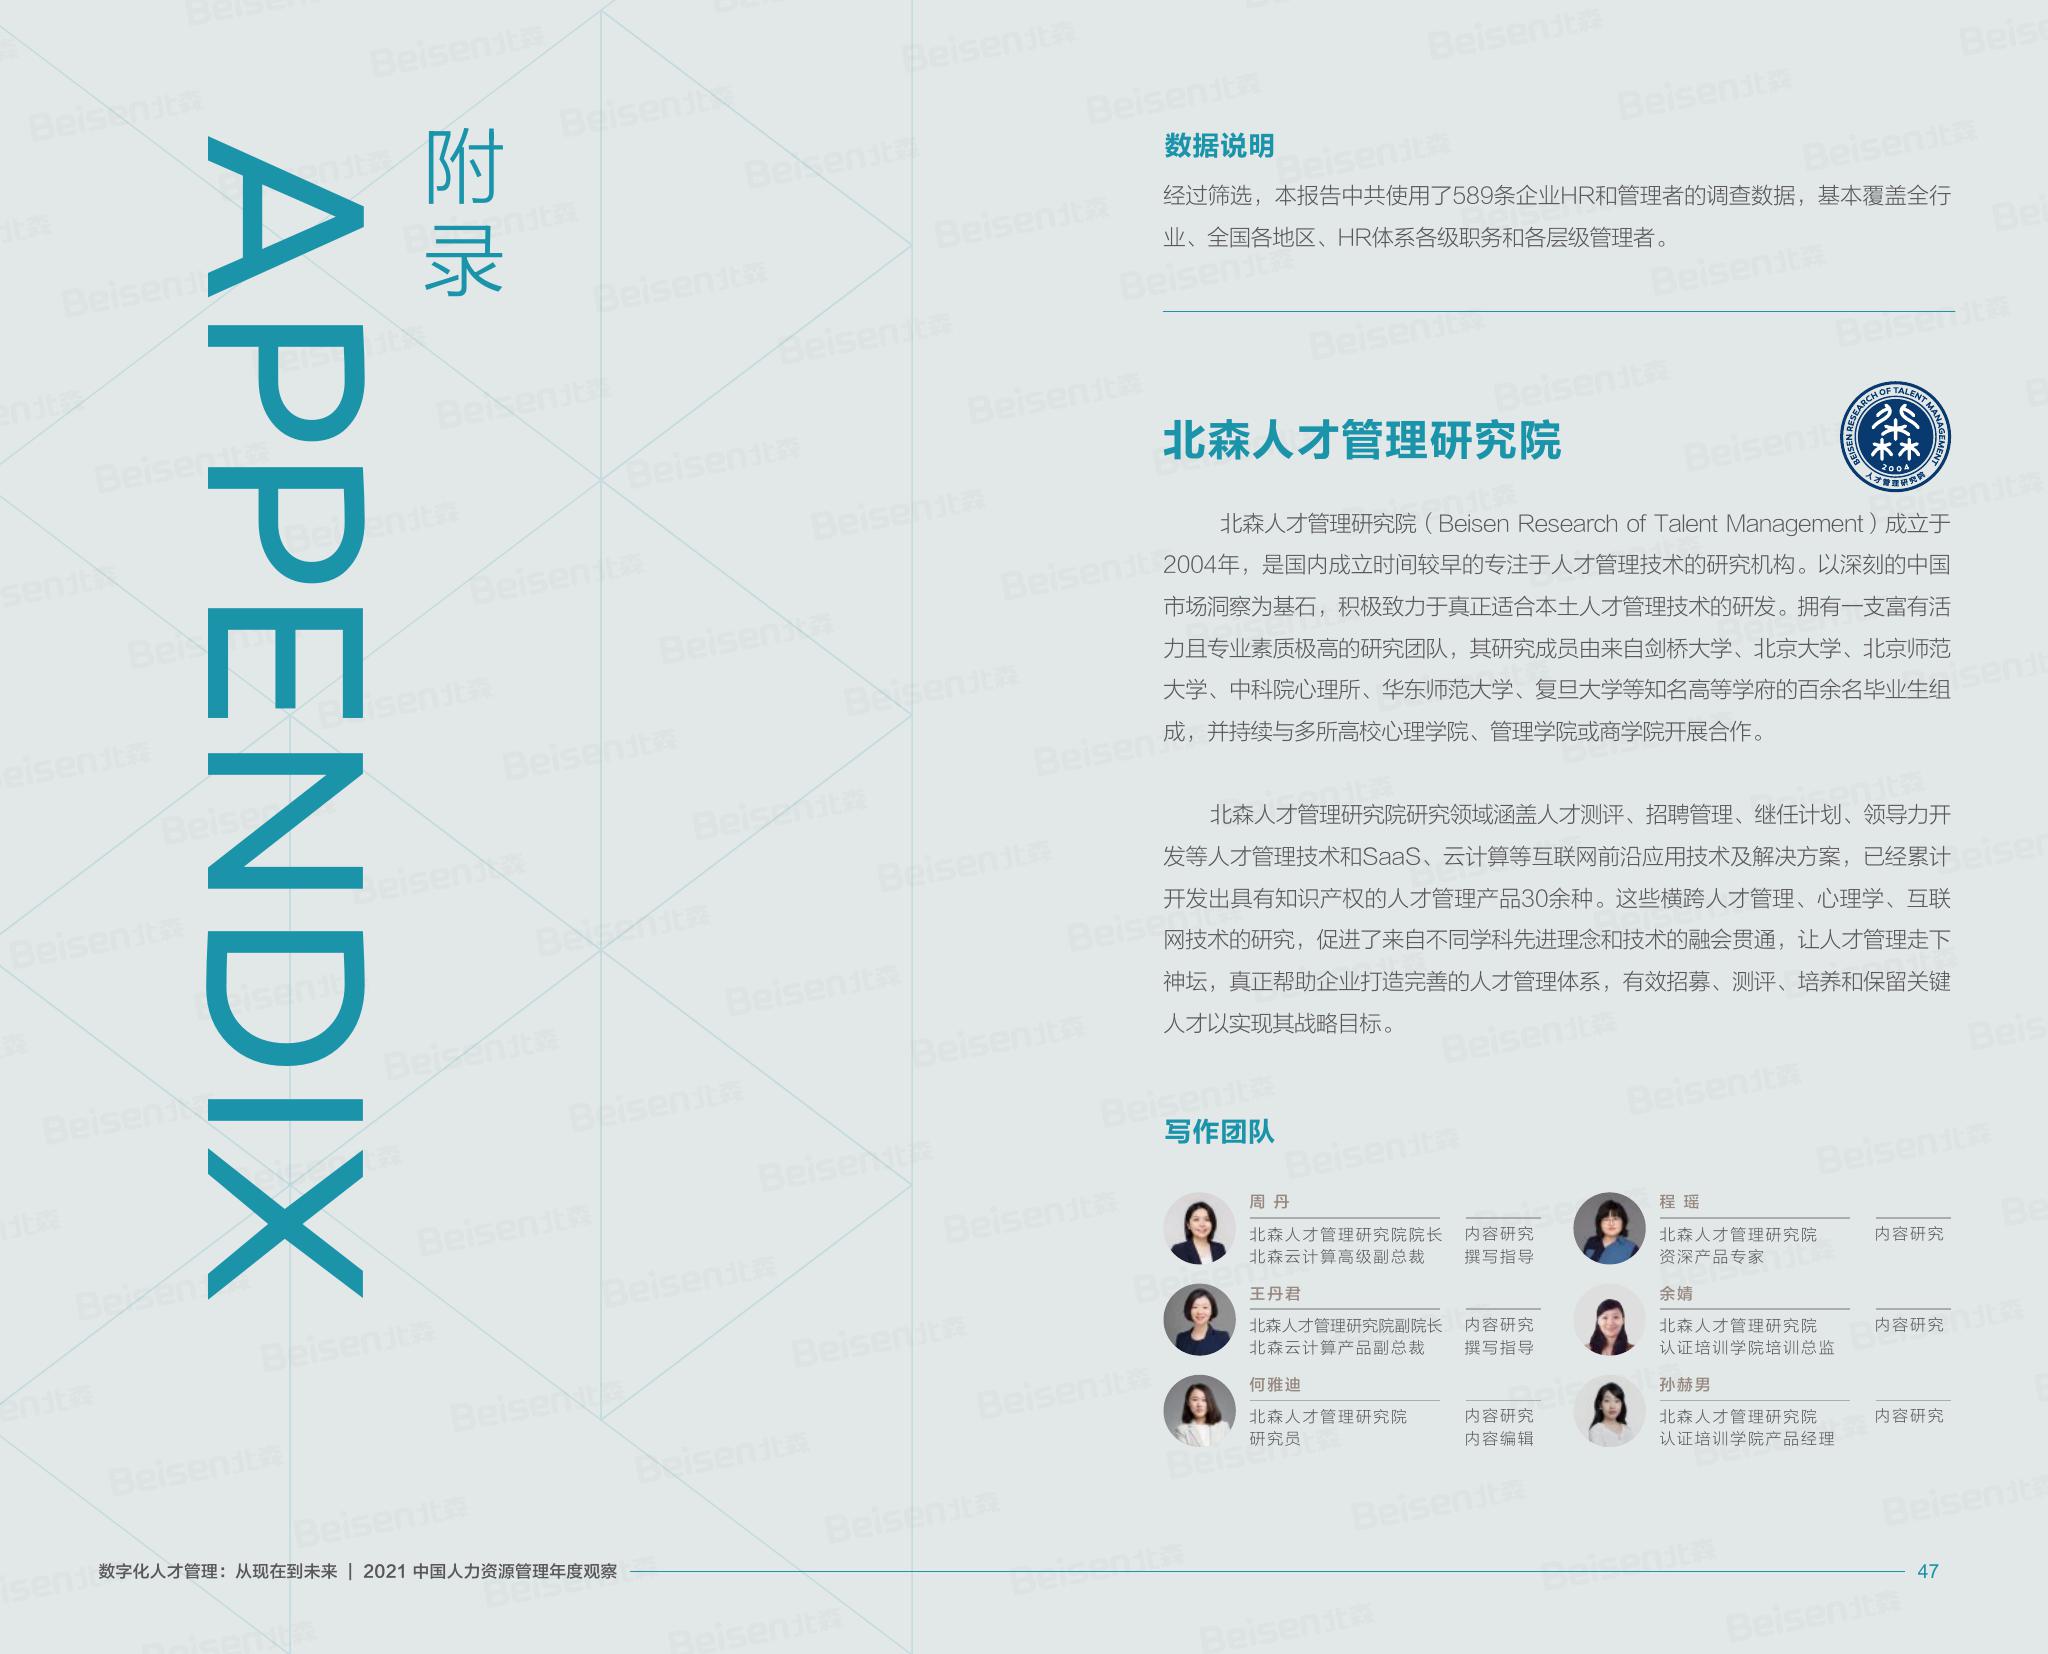 附录
APPENDIX
数据说明
经过筛选，本报告中共使用了589条企业HR和管理者的调查数据，基本覆盖全行
业、全国各地区、HR体系各级职务和各层级管理者。
北森人才管理研究院
BEISEN RESEARCH OF TALENT MANAGEMENT
2004
人才管理研究院
北森人才管理研究院（Beisen Research of Talent Management）成立于
2004年，是国内成立时间较早的专注于人才管理技术的研究机构。以深刻的中国
市场洞察为基石，积极致力于真正适合本土人才管理技术的研发。拥有一支富有活
力且专业素质极高的研究团队，其研究成员由来自剑桥大学、北京大学、北京师范
大学、中科院心理所、华东师范大学、复旦大学等知名高等学府的百余名毕业生组
成，并持续与多所高校心理学院、管理学院或商学院开展合作。
北森人才管理研究院研究领域涵盖人才测评、招聘管理、继任计划、领导力开
发等人才管理技术和SaaS、云计算等互联网前沿应用技术及解决方案，已经累计
开发出具有知识产权的人才管理产品30余种。这些横跨人才管理、心理学、互联
网技术的研究，促进了来自不同学科先进理念和技术的融会贯通，让人才管理走下
神坛，真正帮助企业打造完善的人才管理体系，有效招募、测评、培养和保留关键
人才以实现其战略目标。
写作团队
周 丹
北森人才管理研究院院长 内容研究
北森云计算高级副总裁 撰写指导
程 瑶
北森人才管理研究院 内容研究
资深产品专家
王丹君
北森人才管理研究院副院长 内容研究
北森云计算产品副总裁 撰写指导
余婧
北森人才管理研究院 内容研究
认证培训学院培训总监
何雅迪
北森人才管理研究院 内容研究
研究员 内容编辑
孙赫男
北森人才管理研究院 内容研究
认证培训学院产品经理
数字化人才管理：从现在到未来 | 2021 中国人力资源管理年度观察
47
Beisen北森